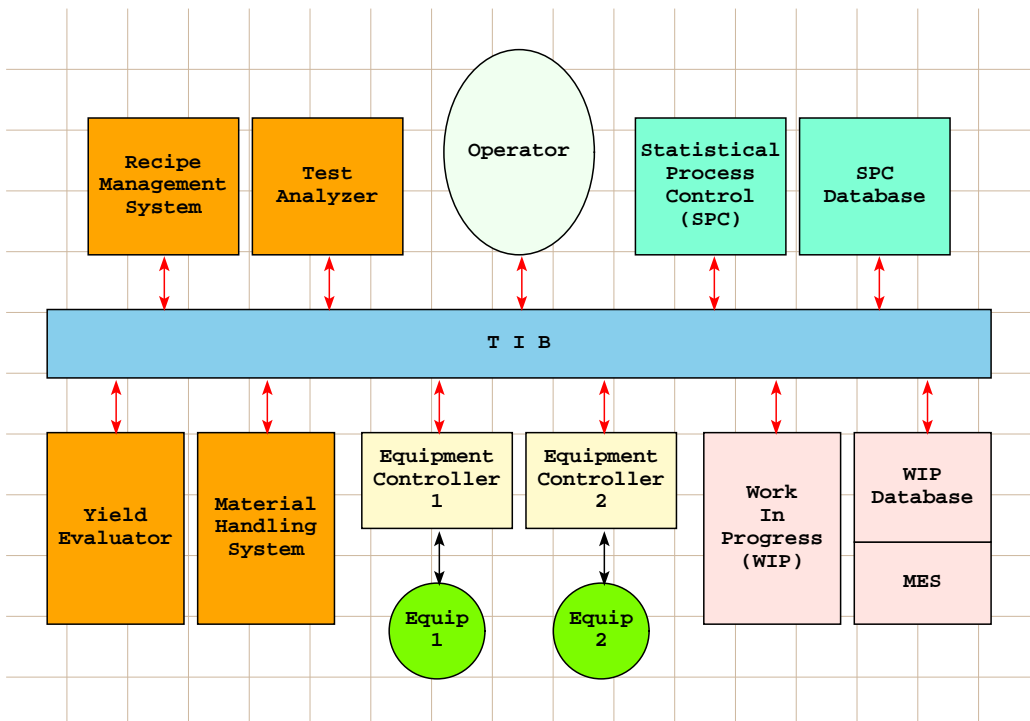 Recipe
Management
System
Test
Analyzer
Operator
Statistical
Process
Control
(SPC)
SPC
Database
T I B
Yield
Evaluator
Material
Handling
System
Equipment
Controller
1
Equipment
Controller
2
Work
In
Progress
(WIP)
WIP
Database
MES
Equip
1
Equip
2